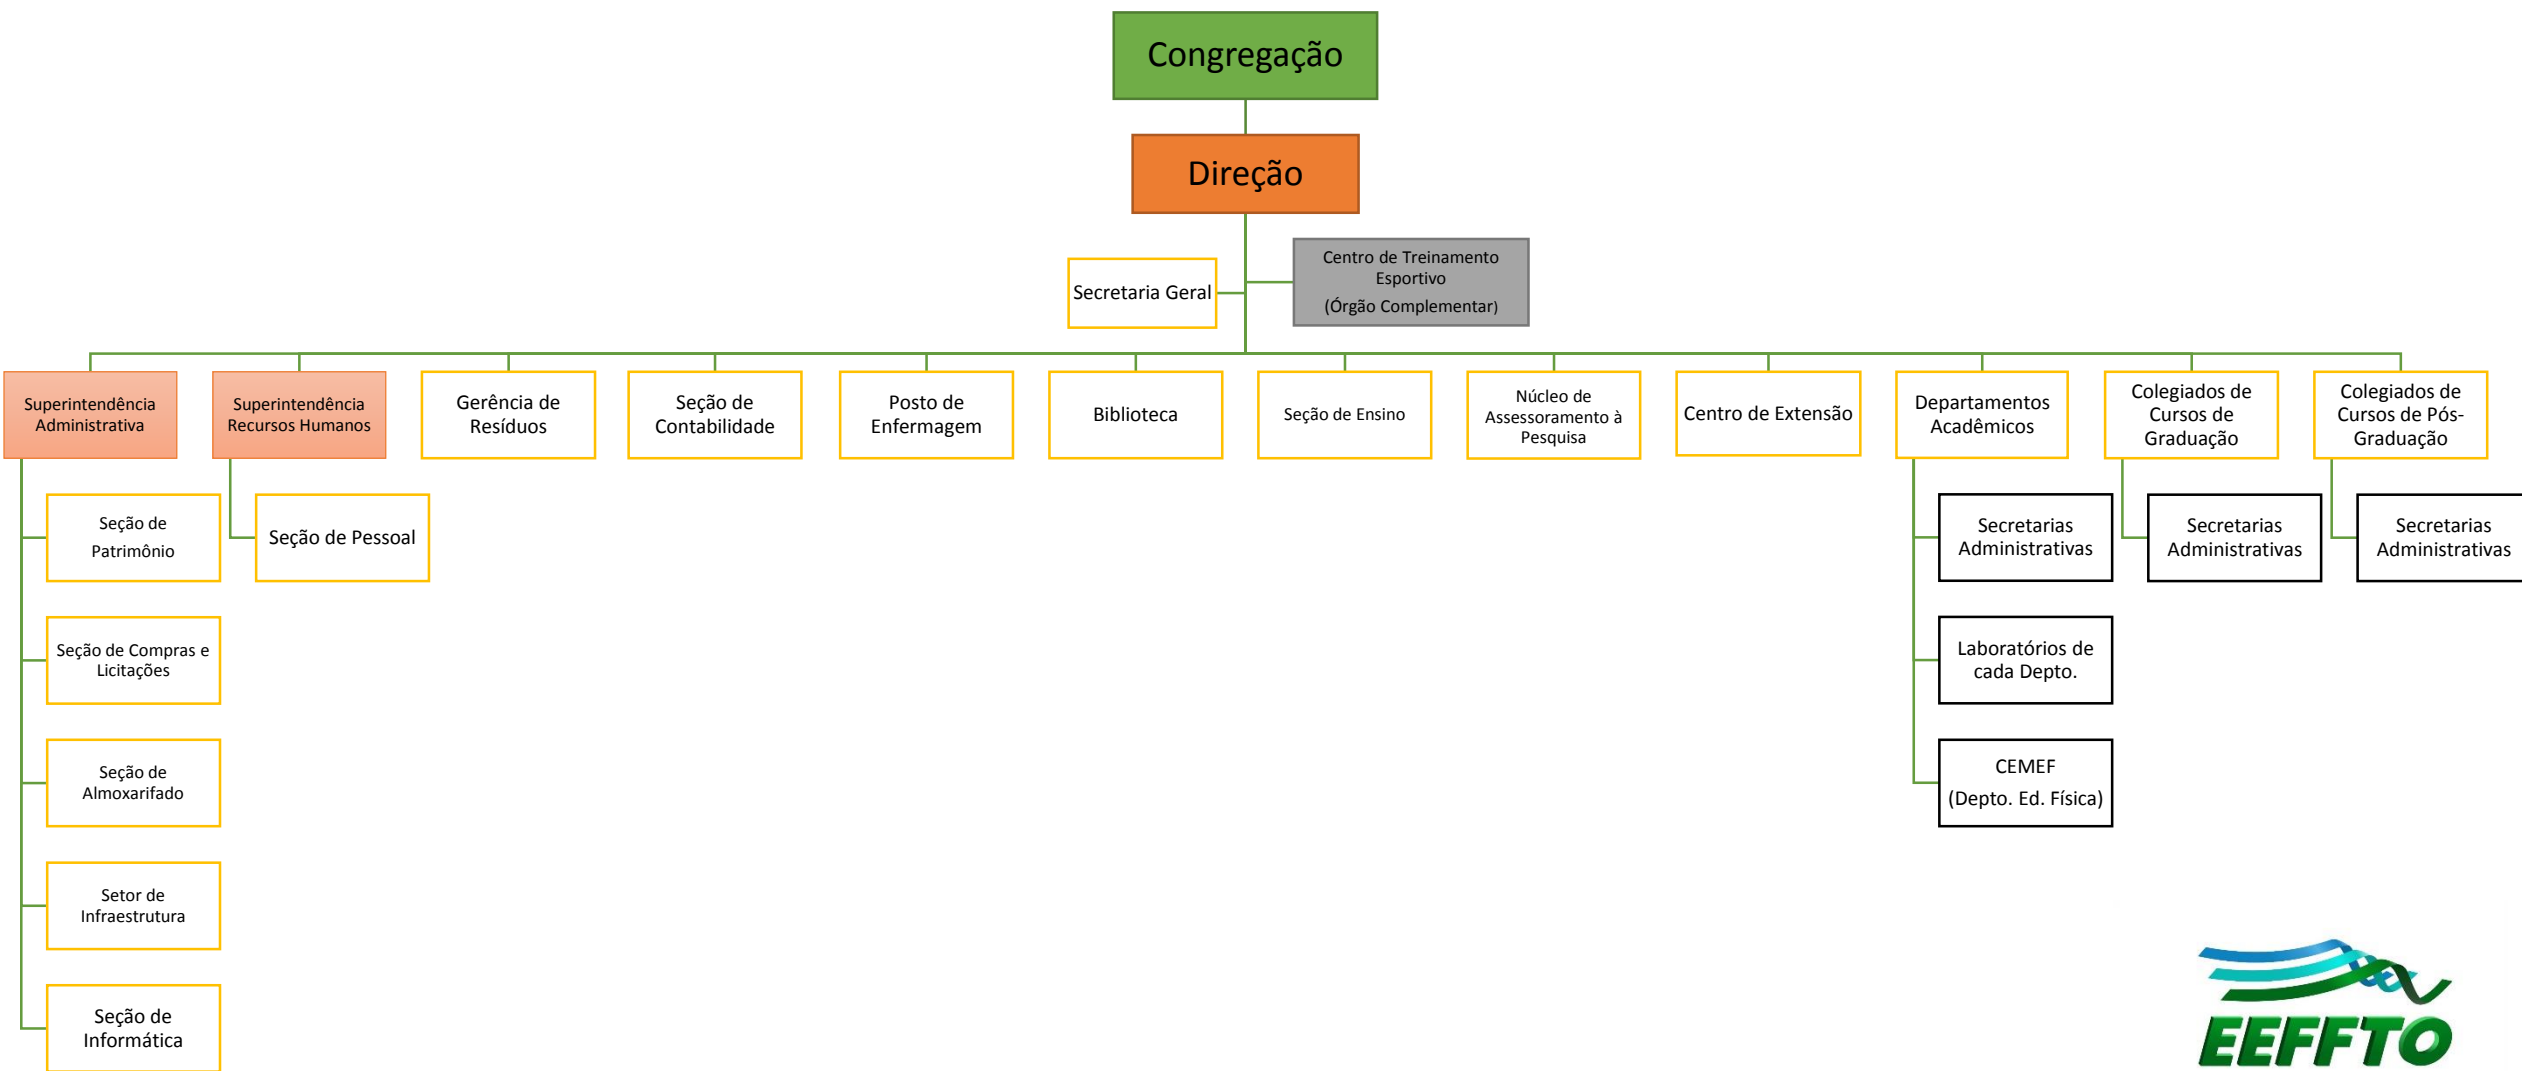 Congregação
Direção
Secretaria Geral
Centro de Treinamento
Esportivo
(Órgão Complementar)
Superintendência
Administrativa
Superintendência
Recursos Humanos
Gerência de
Resíduos
Seção de
Contabilidade
Posto de
Enfermagem
Biblioteca
Seção de Ensino
Núcleo de
Assessoramento à
Pesquisa
Centro de Extensão
Departamentos
Acadêmicos
Colegiados de
Cursos de
Graduação
Colegiados de
Cursos de Pós-
Graduação
Seção de
Patrimônio
Seção de Pessoal
Secretarias
Administrativas
Secretarias
Administrativas
Secretarias
Administrativas
Seção de Compras e
Licitações
Laboratórios de
cada Depto.
Seção de
Almoxarifado
CEMEF
(Depto. Ed. Física)
Setor de
Infraestrutura
Seção de
Informática
EEFFTO